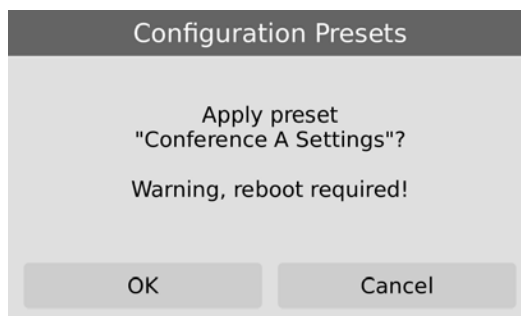 Configuration Presets
Apply preset
"Conference A Settings"?
Warning, reboot required!
OK
Cancel